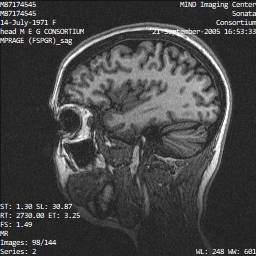 M87174545
M87174545
14-July-1971 F
head M E G CONSORTIUM
MPRAGE (FSPGR)_sag
MIND Imaging Center
Sonata
Consortium
21-September-2005 16:53:33
ST: 1.30 SL: 30.87
RT: 2730.00 ET: 3.25
FS: 1.49
MR
Images: 98/144
Series: 2
WL: 248 WW: 601